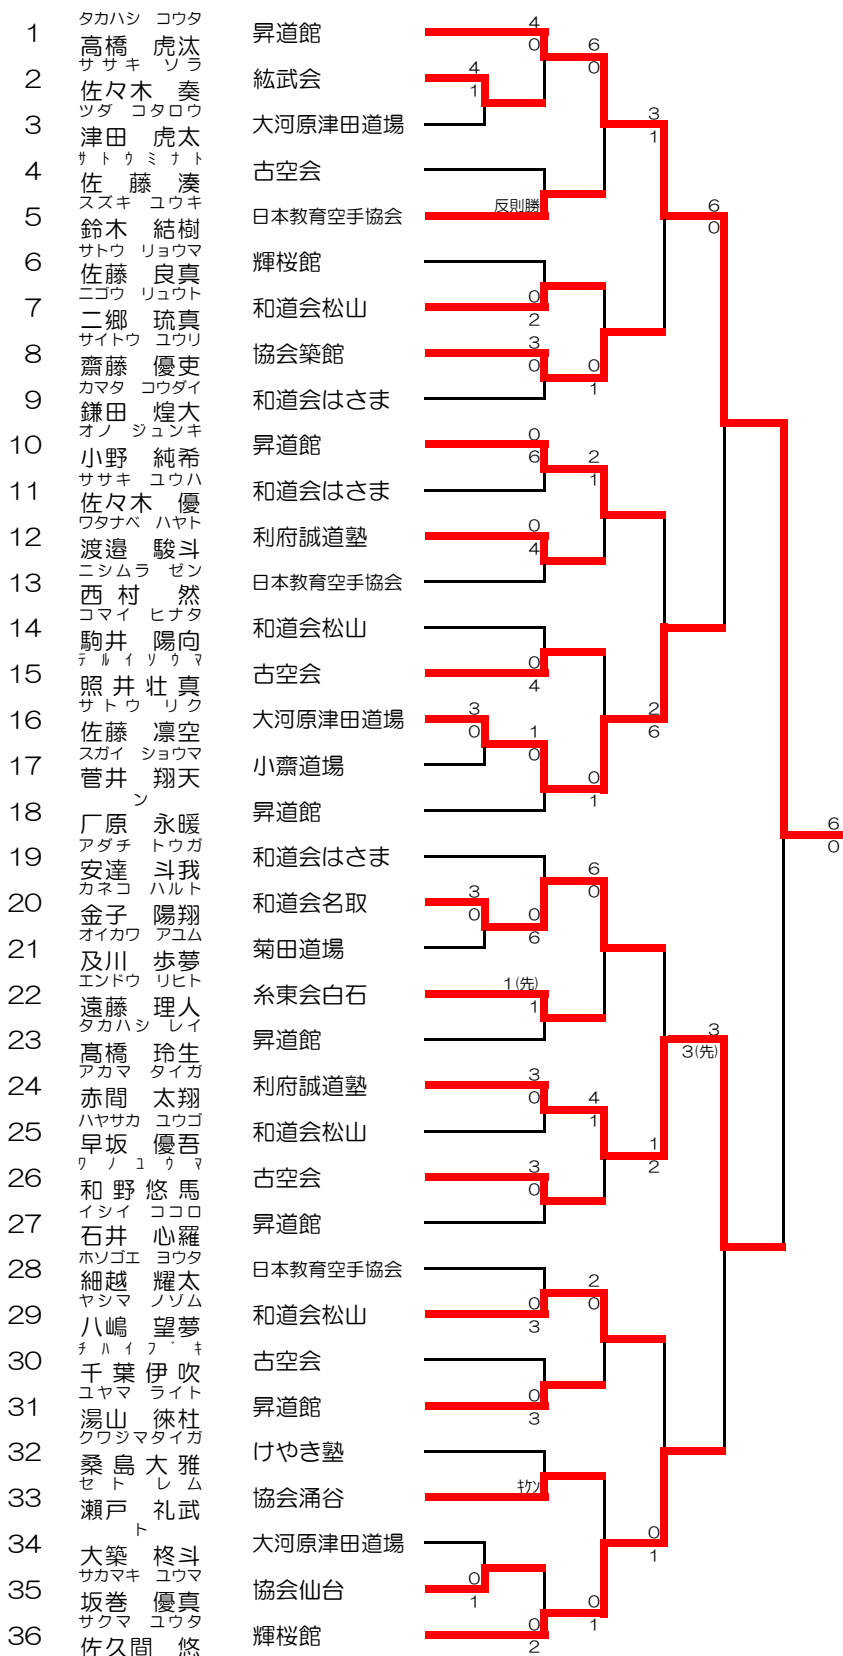 タカハシ コウタ
1 高橋 虎汰 昇道館
ササキ ソラ
2 佐々木 奏 紘武会
ツダ コタロウ
3 津田 虎太 大河原津田道場
サトウミナト
4 佐藤湊 古空会
スズキ ユウキ
5 鈴木 結樹 日本教育空手協会
サトウ リョウマ
6 佐藤 良真 輝桜館
ニゴウ リュウト
7 二郷 琉真 和道会松山
サイトウ ユウリ
8 齋藤 優吏 協会築館
カマタ コウダイ
9 鎌田 煌大 和道会はさま
オノ ジュンキ
10 小野 純希 昇道館
ササキ ユウハ
11 佐々木 優 和道会はさま
ワタナベ ハヤト
12 渡邉 駿斗 利府誠道塾
ニシムラ ゼン
13 西村 然 日本教育空手協会
コマイ ヒナタ
14 駒井 陽向 和道会松山
テルイソウマ
15 照井壮真 古空会
サトウ リク
16 佐藤 凛空 大河原津田道場
スガイ ショウマ
17 菅井 翔天 小齋道場
ン
18 厂原 永暖 昇道館
アダチ トウガ
19 安達 斗我 和道会はさま
カネコ ハルト
20 金子 陽翔 和道会名取
オイカワ アユム
21 及川 歩夢 菊田道場
エンドウ リヒト
22 遠藤 理人 糸東会白石
タカハシ レイ
23 髙橋 玲生 昇道館
アカマ タイガ
24 赤間 太翔 利府誠道塾
ハヤサカ ユウゴ
25 早坂 優吾 和道会松山
ワノユウマ
26 和野悠馬 古空会
イシイ ココロ
27 石井 心羅 昇道館
ホソゴエ ヨウタ
28 細越 耀太 日本教育空手協会
ヤシマ ノゾム
29 八嶋 望夢 和道会松山
チバイブキ
30 千葉伊吹 古空会
ユヤマ ライト
31 湯山 徠杜 昇道館
クワジマタイガ
32 桑島大雅 けやき塾
セト レム
33 瀬戸 礼武 協会涌谷
ト
34 大築 柊斗 大河原津田道場
サカマキ ユウマ
35 坂巻 優真 協会仙台
サクマ ユウタ
36 佐久間 悠 輝桜館
4
0
4
1
6
0
3
1
反則勝
6
0
0
2
3
0
0
1
0
6
2
1
0
4
0
4
3
0
1
0
0
1
2
6
6
0
3
0
0
6
6
0
1(先)
1
3
3(先)
3
0
4
1
3
0
1
2
0
3
2
0
0
3
ｷｹﾝ
0
1
0
1
0
2
0
1